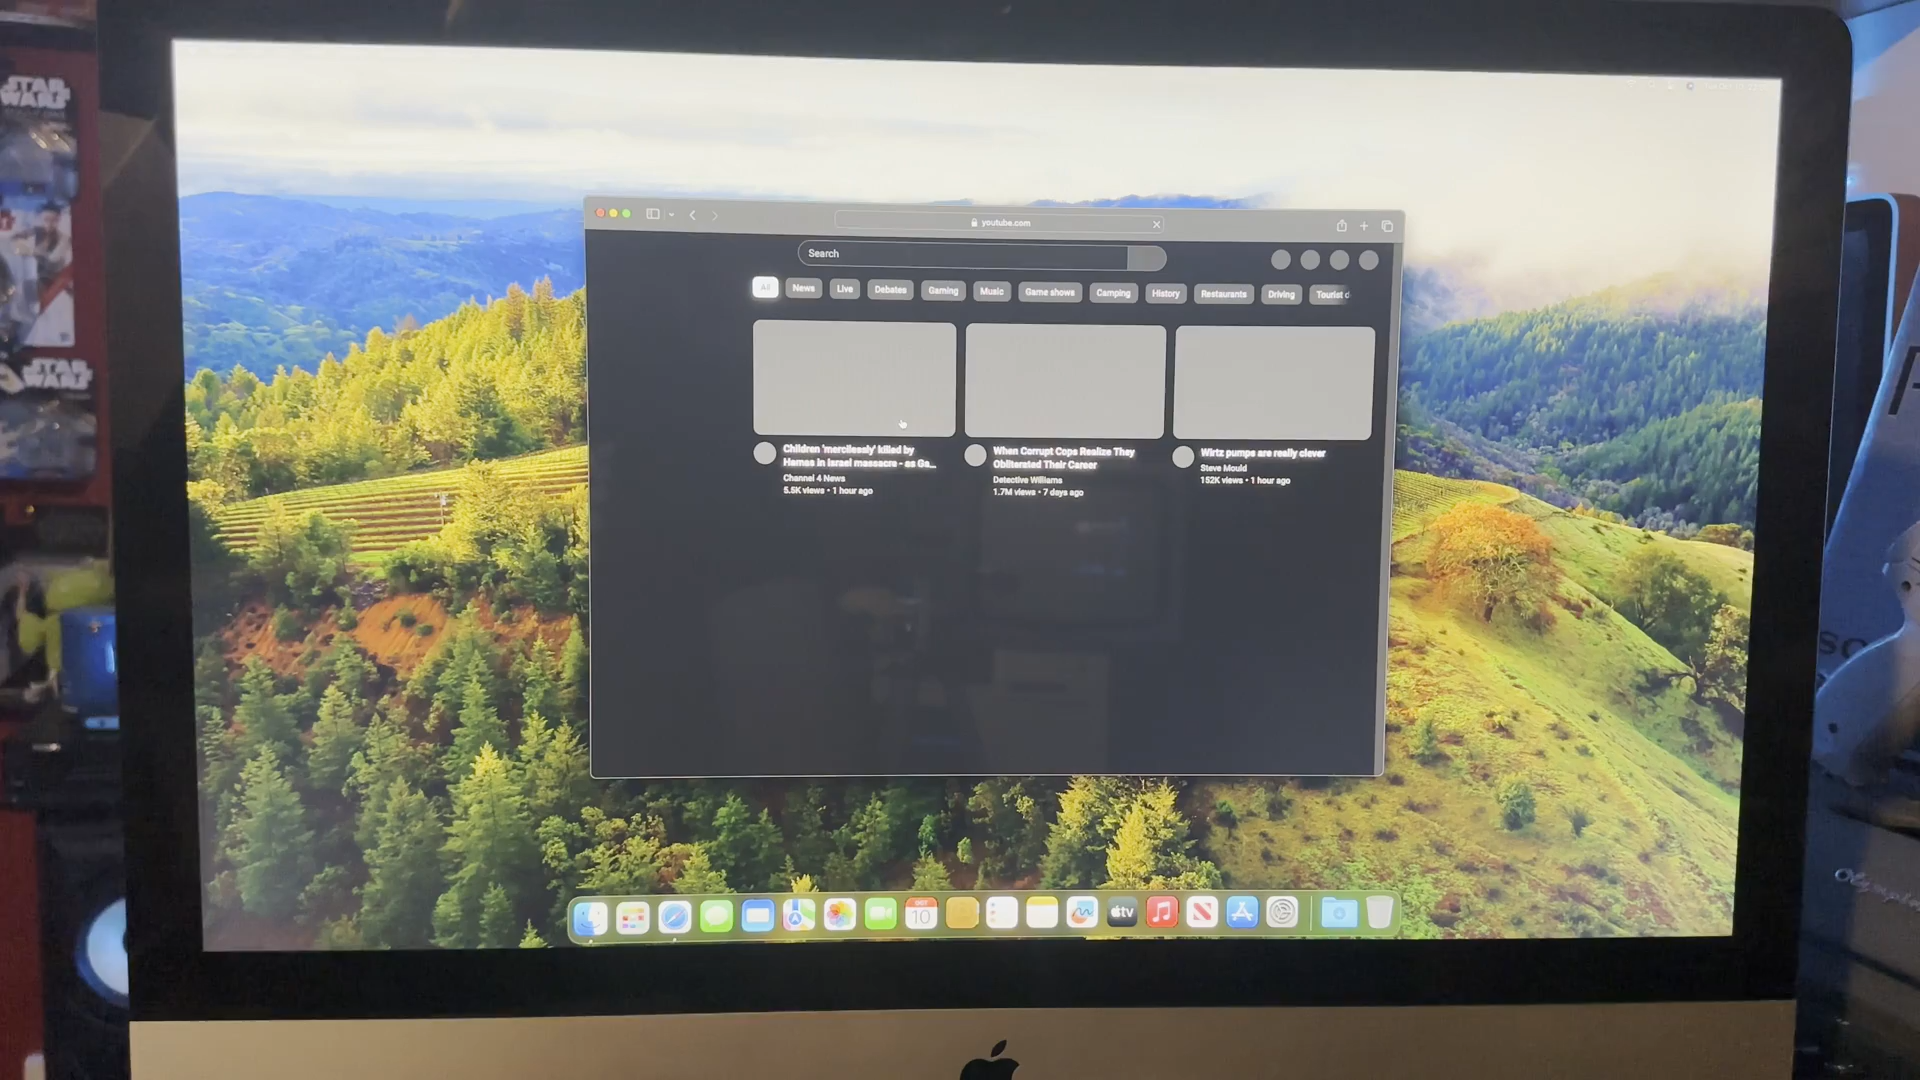 STAR
WARS
youtube.com
Search
All
News
Live
Debates
Gaming
Music
Game shows
Camping
History
Restaurants
Driving
Tourist d
Children 'mercilessly' killed by
Hamas in Israel massacre - as Ga...
Channel 4 News
5.5K views • 1 hour ago
When Corrupt Cops Realize They
Obliterated Their Career
Detective Williams
1.7M views • 7 days ago
Wirtz pumps are really clever
Steve Mould
152K views • 1 hour ago
STAR
WARS
OCT
10
tv